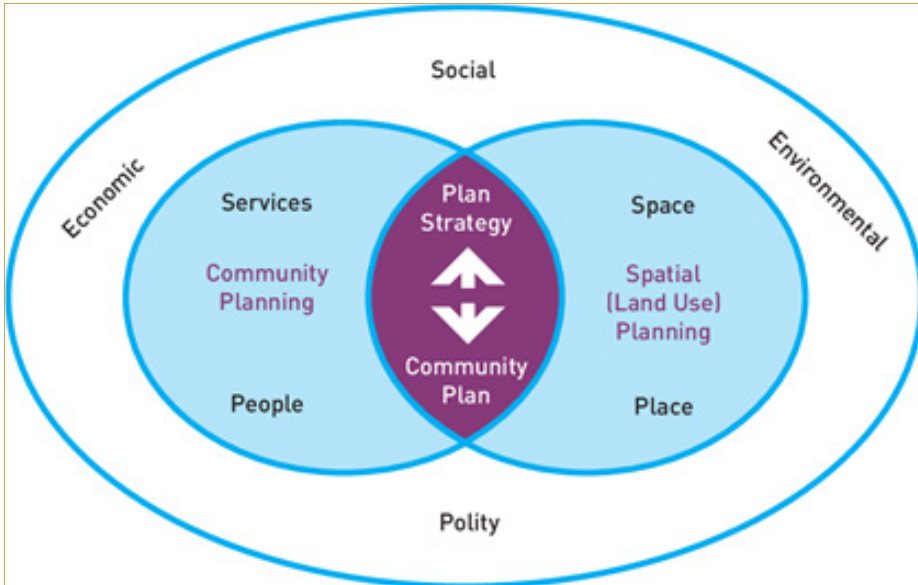 Social
Economic
Environmental
Services
Community
Planning
People
Plan
Strategy
Community
Plan
Space
Spatial
(Land Use)
Planning
Place
Polity